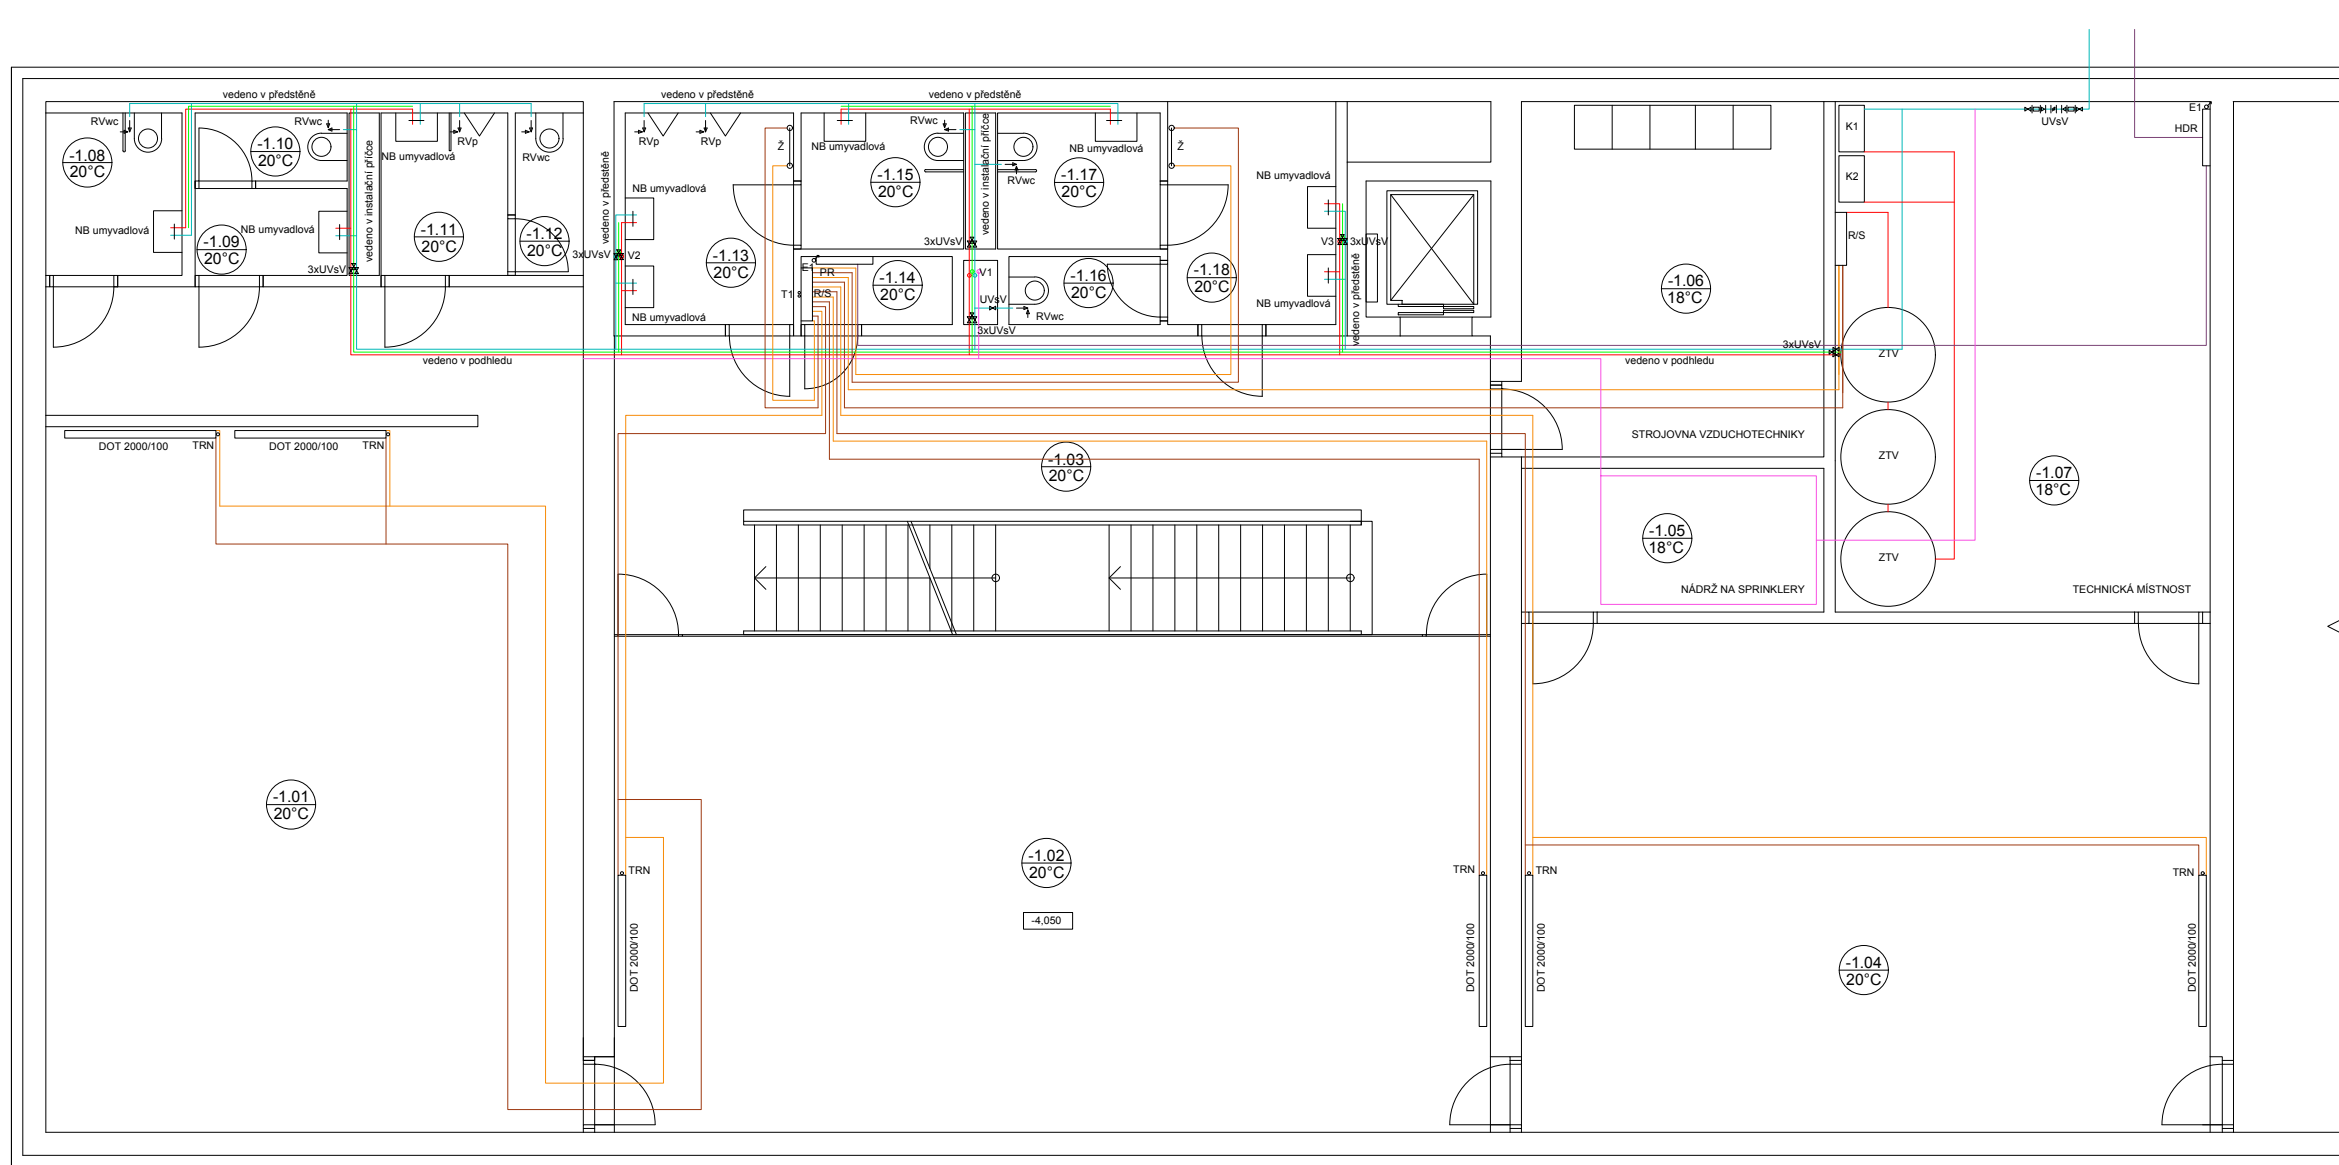 vedeno v předstěně
vedeno v předstěně
vedeno v předstěně
E1
HDR
UVsV
K1
K2
R/S
RVwc
-1.08
20°C
NB umyvadlová
-1.10
20°C
RVwc
-1.09
20°C
NB umyvadlová
3xUVsV
vedeno v instalační příčce
NB umyvadlová
RVp
-1.11
20°C
RVwc
-1.12
20°C
vedeno v předstěně
3xUVsV
V2
RVp
RVp
NB umyvadlová
-1.13
20°C
NB umyvadlová
Ž
NB umyvadlová
RVwc
-1.15
20°C
3xUVsV
vedeno v instalační příčce
E1
PR
T1
R/S
-1.14
20°C
V1
UVsV
3xUVsV
RVwc
NB umyvadlová
-1.17
20°C
-1.16
20°C
RVwc
Ž
-1.18
20°C
NB umyvadlová
NB umyvadlová
V3
3xUVsV
vedeno v předstěně
-1.06
18°C
3xUVsV
vedeno v podhledu
vedeno v podhledu
STROJOVNA VZDUCHOTECHNIKY
ZTV
ZTV
ZTV
-1.07
18°C
TECHNICKÁ MÍSTNOST
-1.05
18°C
NÁDRŽ NA SPRINKLERY
DOT 2000/100
TRN
DOT 2000/100
TRN
-1.03
20°C
-1.01
20°C
TRN
DOT 2000/100
-1.02
20°C
-4,050
TRN
DOT 2000/100
TRN
DOT 2000/100
-1.04
20°C
TRN
DOT 2000/100